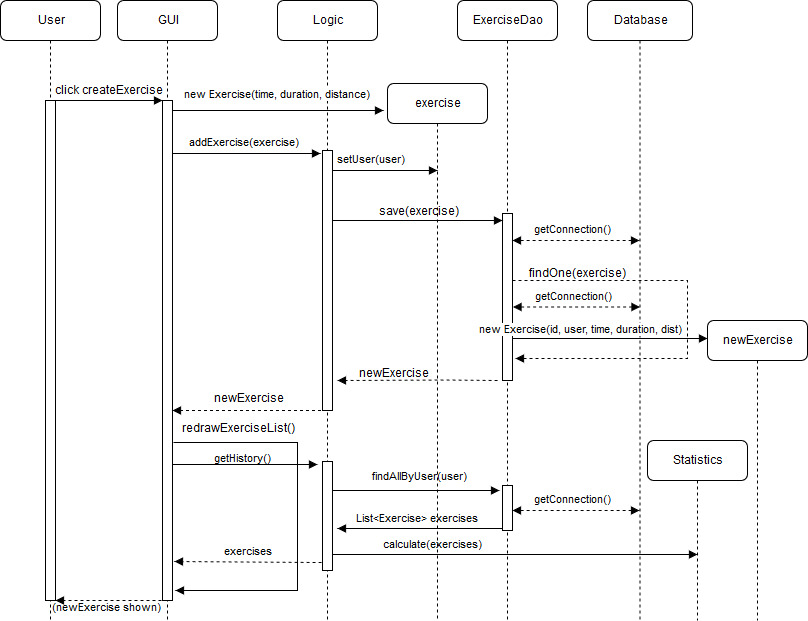 User
GUI
Logic
ExerciseDao
Database
click createExercise
new Exercise(time, duration, distance)
exercise
addExercise(exercise)
setUser(user)
save(exercise)
getConnection()
findOne(exercise)
getConnection()
new Exercise(id, user, time, duration, dist)
newExercise
newExercise
newExercise
redrawExerciseList()
getHistory()
Statistics
findAllByUser(user)
getConnection()
List<Exercise> exercises
calculate(exercises)
exercises
(newExercise shown)